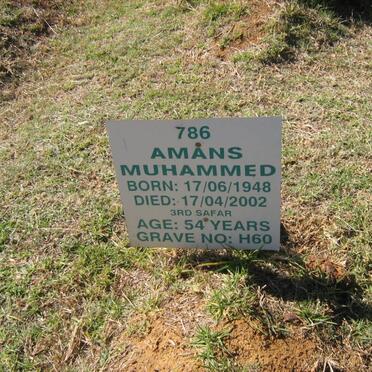 786
AMANS
MUHAMMED
BORN: 17/06/1948
DIED: 17/04/2002
3RD SAFAR
AGE: 54 YEARS
GRAVE NO: H60